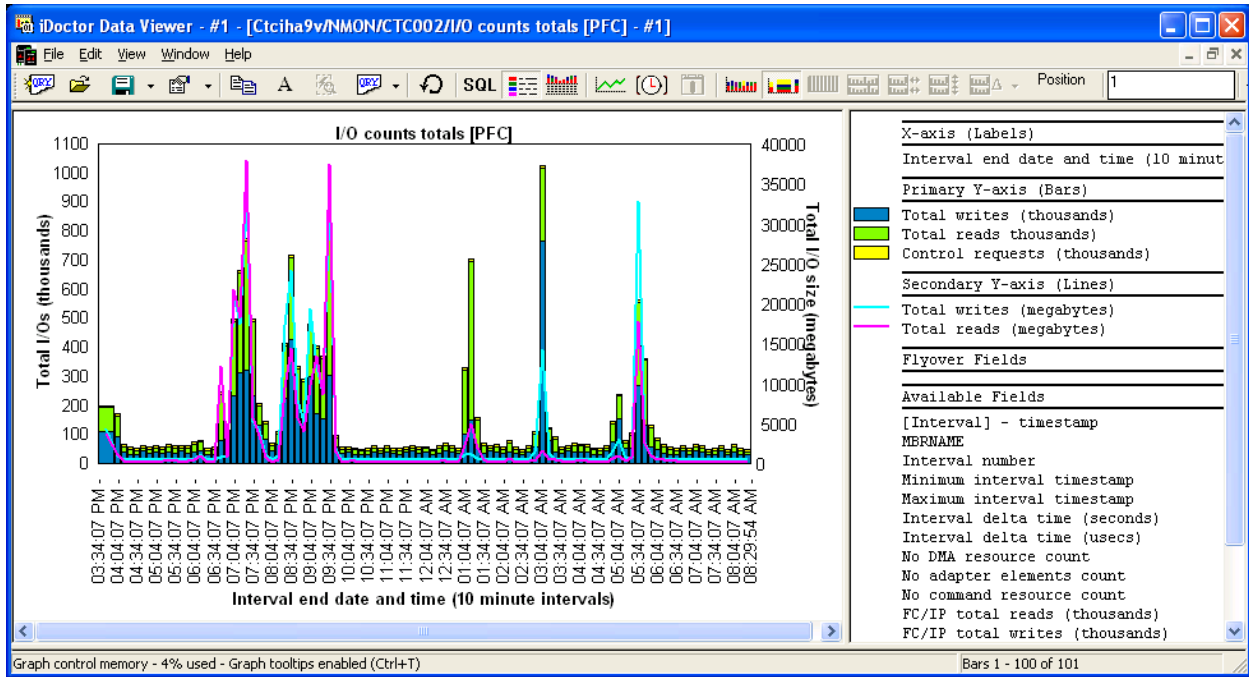 iDoctor Data Viewer - #1 - [Ctciha9v/NMON/CTC002/I/O counts totals [PFC] - #1]
File Edit View Window Help
QRY A QRY SQL Position 1
I/O counts totals [PFC]
Total I/Os (thousands)
1100
1000
900
800
700
600
500
400
300
200
100
0
40000
35000
30000
25000
20000
15000
10000
5000
0
Total I/O size (megabytes)
03:34:07 PM -
04:04:07 PM -
04:34:07 PM -
05:04:07 PM -
05:34:07 PM -
06:04:07 PM -
06:34:07 PM -
07:04:07 PM -
07:34:07 PM -
08:04:07 PM -
08:34:07 PM -
09:04:07 PM -
09:34:07 PM -
10:04:07 PM -
10:34:07 PM -
11:04:07 PM -
11:34:07 PM -
12:04:07 AM -
12:34:07 AM -
01:04:07 AM -
01:34:07 AM -
02:04:07 AM -
02:34:07 AM -
03:04:07 AM -
03:34:07 AM -
04:04:07 AM -
04:34:07 AM -
05:04:07 AM -
05:34:07 AM -
06:04:07 AM -
06:34:07 AM -
07:04:07 AM -
07:34:07 AM -
08:04:07 AM -
08:29:54 AM -
Interval end date and time (10 minute intervals)
X-axis (Labels)
Interval end date and time (10 minut
Primary Y-axis (Bars)
Total writes (thousands)
Total reads thousands)
Control requests (thousands)
Secondary Y-axis (Lines)
Total writes (megabytes)
Total reads (megabytes)
Flyover Fields
Available Fields
[Interval] - timestamp
MBRNAME
Interval number
Minimum interval timestamp
Maximum interval timestamp
Interval delta time (seconds)
Interval delta time (usecs)
No DMA resource count
No adapter elements count
No command resource count
FC/IP total reads (thousands)
FC/IP total writes (thousands)
Graph control memory - 4% used - Graph tooltips enabled (Ctrl+T)
Bars 1 - 100 of 101